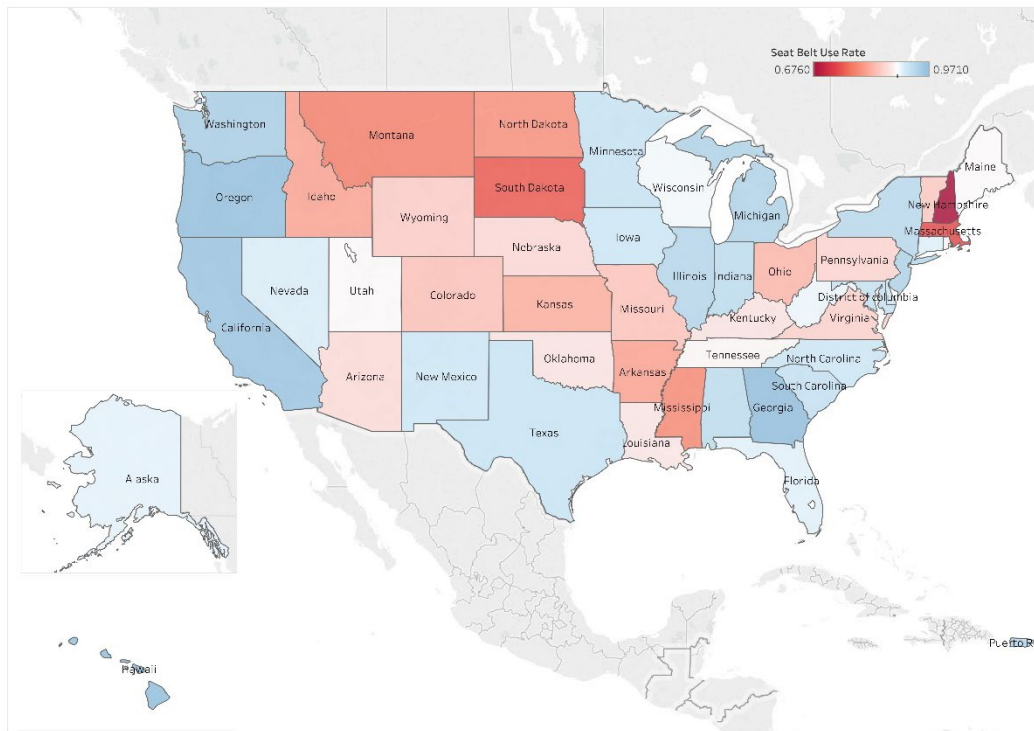 Seat Belt Use Rate
0.6760 0.9710
Washington
Montana
North Dakota
Minnesota
Maine
Oregon
Idaho
South Dakota
Wisconsin
Michigan
New Hampshire
Wyoming
Massachusetts
Nebraska
Iowa
Nevada
Utah
Colorado
Kansas
Missouri
Illinois
Indiana
Ohio
Pennsylvania
District of columbia
Virginia
Kentucky
California
Arizona
New Mexico
Oklahoma
Arkansas
Tennessee
North Carolina
South Carolina
Mississippi
Georgia
Texas
Louisiana
Florida
Alaska
Hawaii
Puerto R